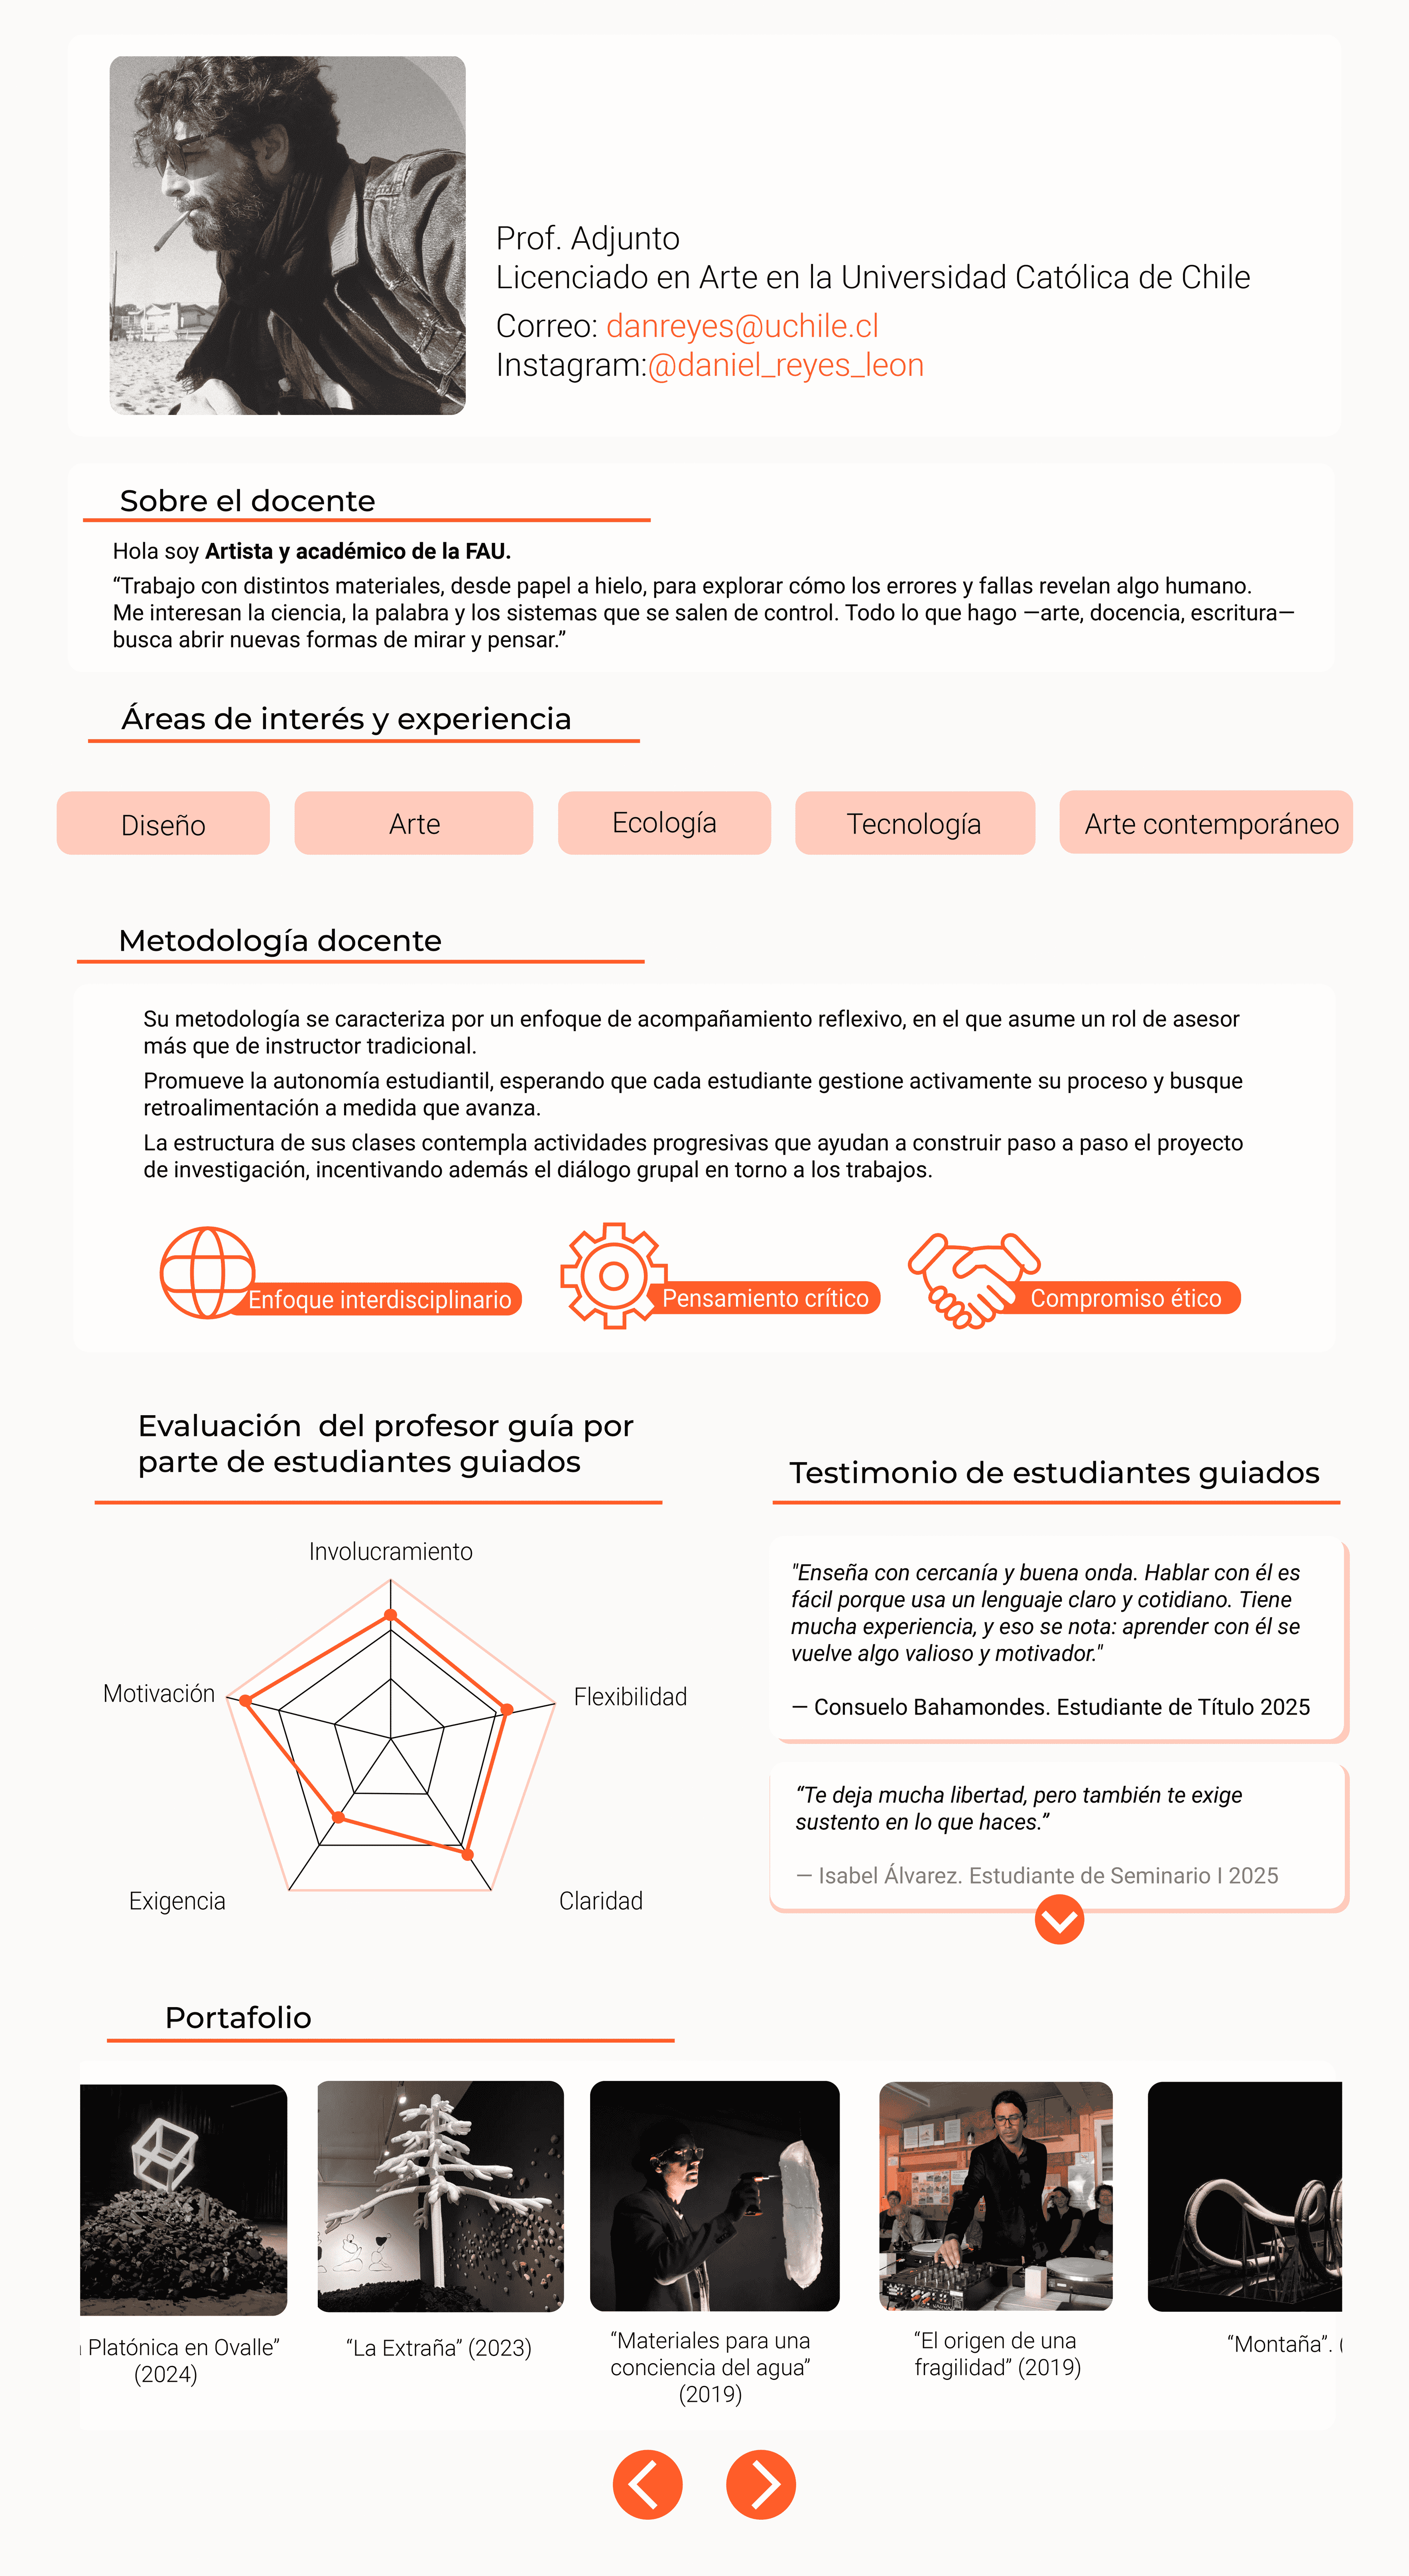 Prof. Adjunto
Licenciado en Arte en la Universidad Católica de Chile
Correo: danreyes@uchile.cl
Instagram:@daniel_reyes_leon
Sobre el docente
Hola soy Artista y académico de la FAU.
“Trabajo con distintos materiales, desde papel a hielo, para explorar cómo los errores y fallas revelan algo humano.
Me interesan la ciencia, la palabra y los sistemas que se salen de control. Todo lo que hago —arte, docencia, escritura—
busca abrir nuevas formas de mirar y pensar.”
Áreas de interés y experiencia
Diseño
Arte
Ecología
Tecnología
Arte contemporáneo
Metodología docente
Su metodología se caracteriza por un enfoque de acompañamiento reflexivo, en el que asume un rol de asesor
más que de instructor tradicional.
Promueve la autonomía estudiantil, esperando que cada estudiante gestione activamente su proceso y busque
retroalimentación a medida que avanza.
La estructura de sus clases contempla actividades progresivas que ayudan a construir paso a paso el proyecto
de investigación, incentivando además el diálogo grupal en torno a los trabajos.
Enfoque interdisciplinario
Pensamiento crítico
Compromiso ético
Evaluación  del profesor guía por
parte de estudiantes guiados
Involucramiento
Motivación
Flexibilidad
Exigencia
Claridad
Testimonio de estudiantes guiados
"Enseña con cercanía y buena onda. Hablar con él es
fácil porque usa un lenguaje claro y cotidiano. Tiene
mucha experiencia, y eso se nota: aprender con él se
vuelve algo valioso y motivador."
— Consuelo Bahamondes. Estudiante de Título 2025
“Te deja mucha libertad, pero también te exige
sustento en lo que haces.”
— Isabel Álvarez. Estudiante de Seminario I 2025
Portafolio
Platónica en Ovalle”
(2024)
“La Extraña” (2023)
“Materiales para una
conciencia del agua”
(2019)
“El origen de una
fragilidad” (2019)
“Montaña”. (